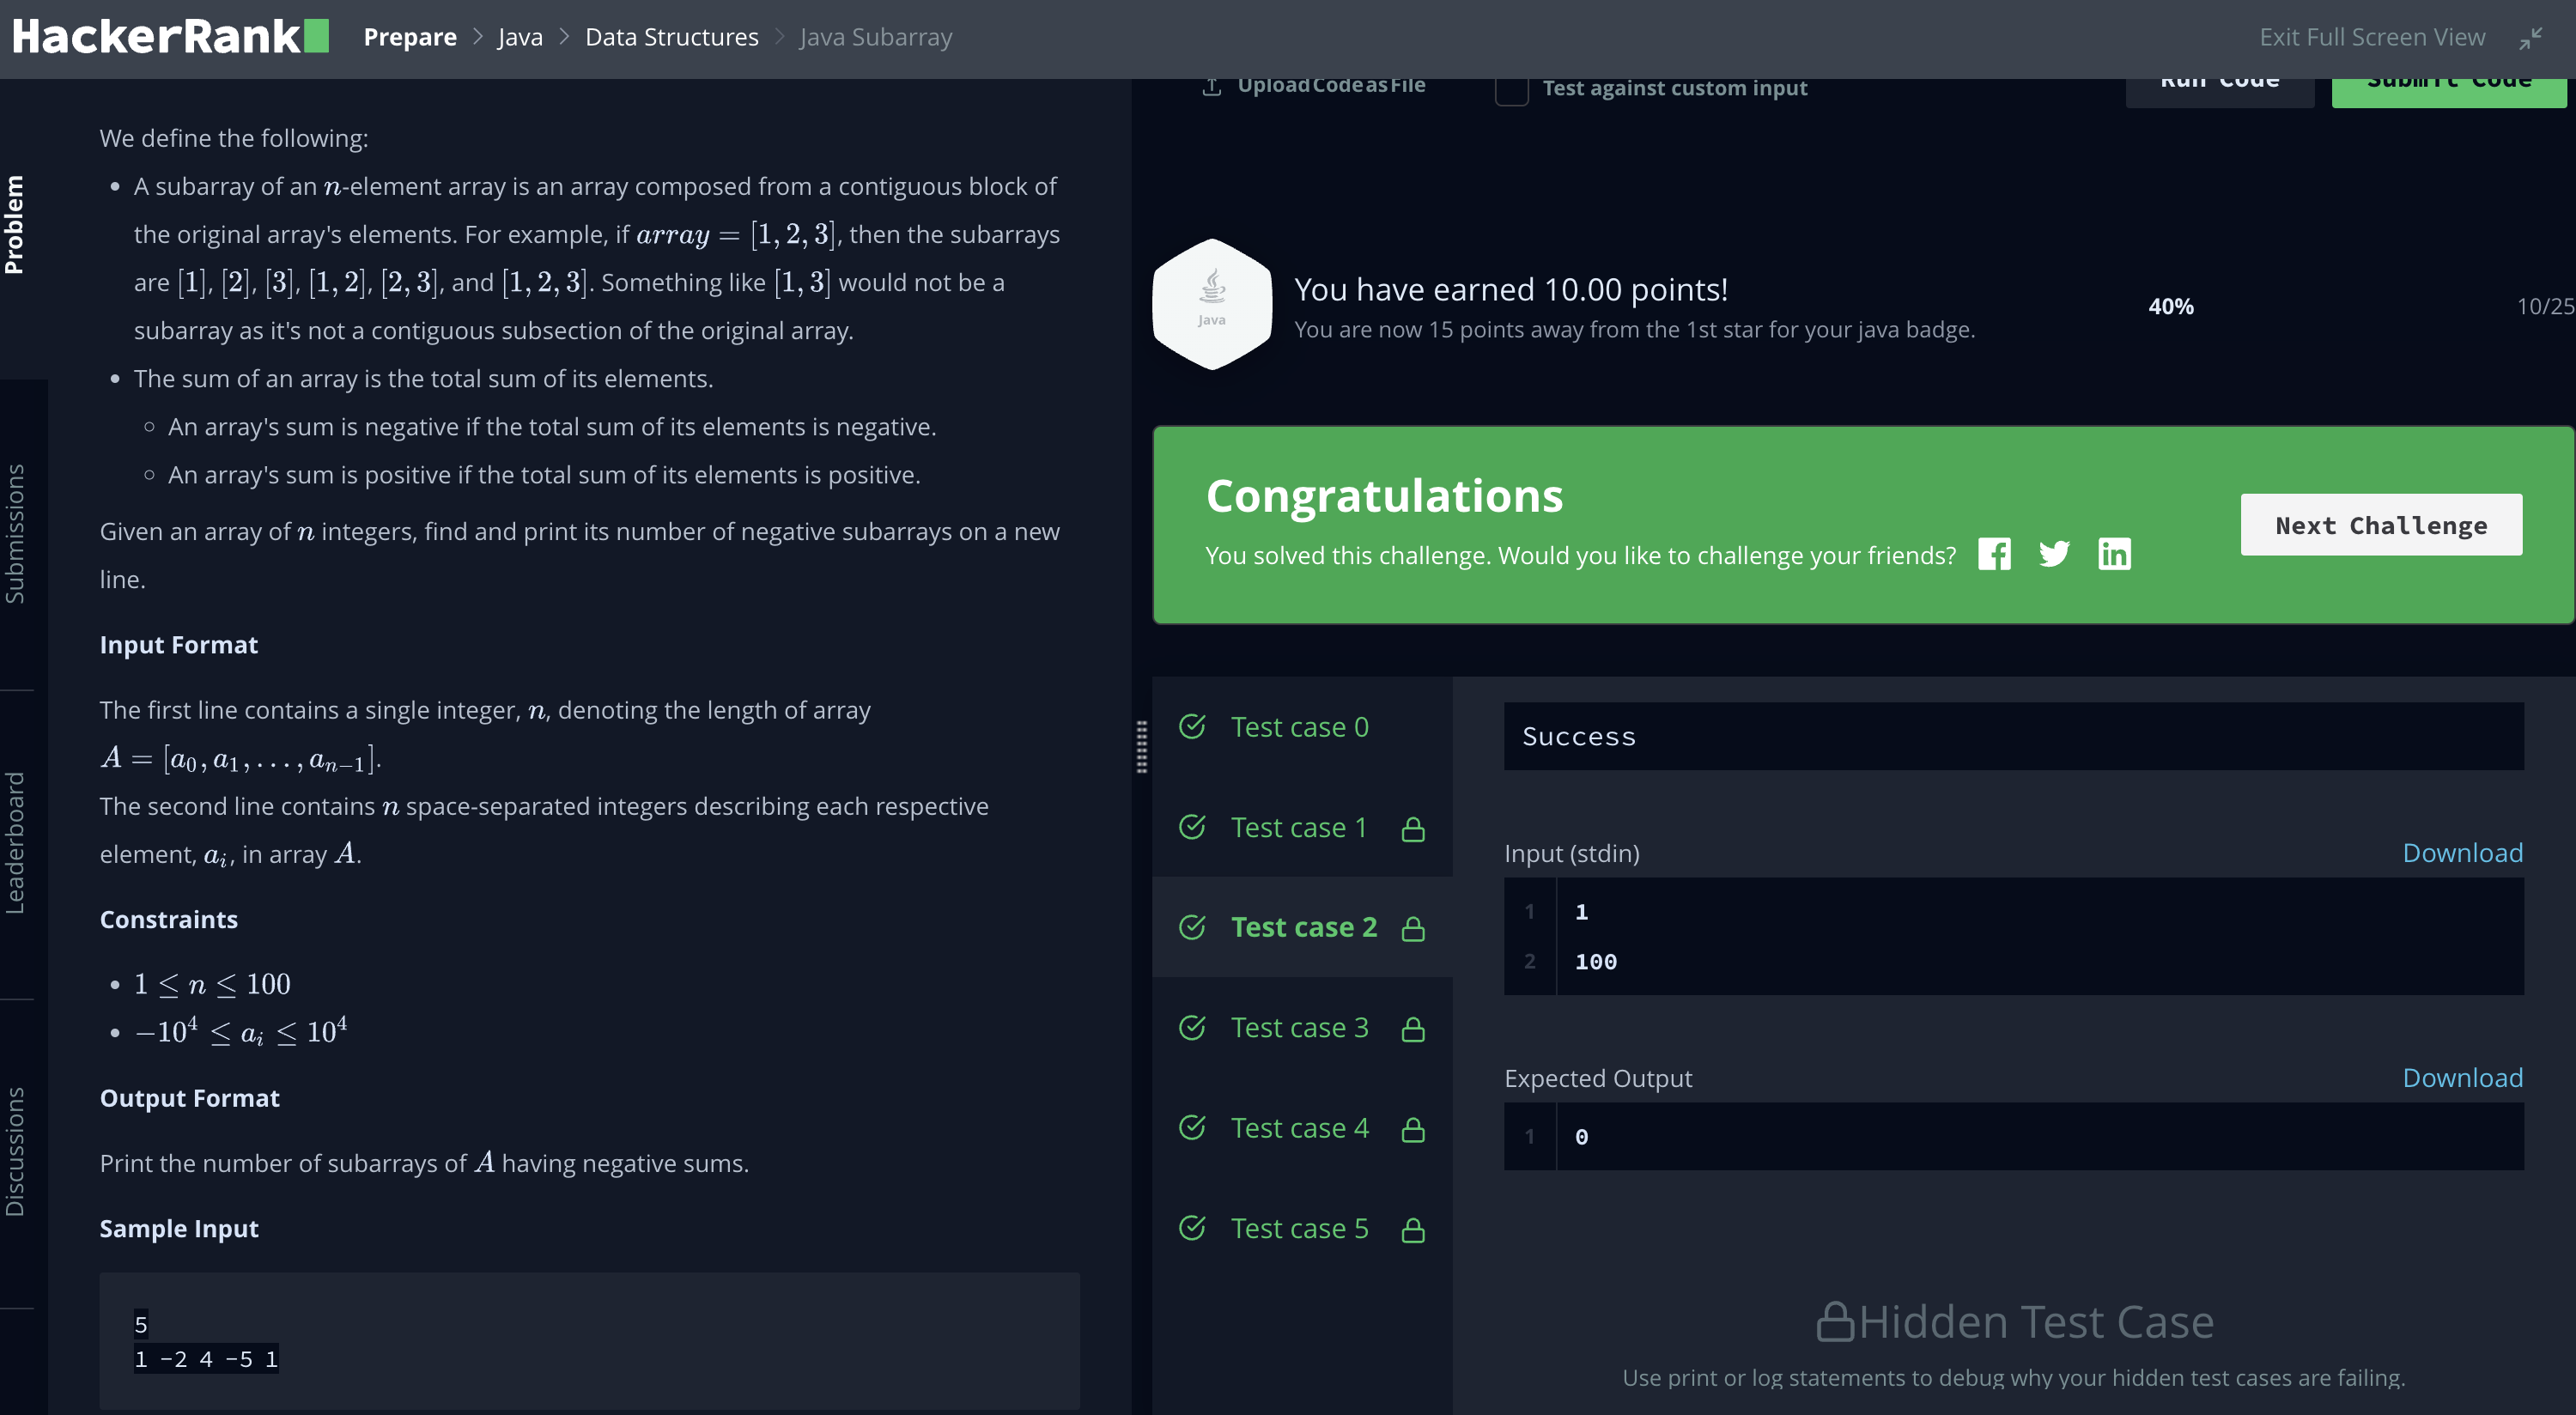 HackerRank
Prepare > Java > Data Structures > Java Subarray
Exit Full Screen View
Problem
Submissions
Leaderboard
Discussions
We define the following:
• A subarray of an n-element array is an array composed from a contiguous block of
the original array's elements. For example, if array = [1, 2, 3], then the subarrays
are [1], [2], [3], [1, 2], [2, 3], and [1, 2, 3]. Something like [1, 3] would not be a
subarray as it's not a contiguous subsection of the original array.
• The sum of an array is the total sum of its elements.
○ An array's sum is negative if the total sum of its elements is negative.
○ An array's sum is positive if the total sum of its elements is positive.
Given an array of n integers, find and print its number of negative subarrays on a new
line.
Input Format
The first line contains a single integer, n, denoting the length of array
A = [a₀, a₁, . . . , aₙ₋₁].
The second line contains n space-separated integers describing each respective
element, aᵢ, in array A.
Constraints
• 1 ≤ n ≤ 100
• −10⁴ ≤ aᵢ ≤ 10⁴
Output Format
Print the number of subarrays of A having negative sums.
Sample Input
5
1 -2 4 -5 1
Upload Code as File
Test against custom input
Run Code
Submit Code
Java
You have earned 10.00 points!
You are now 15 points away from the 1st star for your java badge.
40%
10/25
Congratulations
You solved this challenge. Would you like to challenge your friends?
Next Challenge
Test case 0
Test case 1
Test case 2
Test case 3
Test case 4
Test case 5
Success
Input (stdin)
Download
1 1
2 100
Expected Output
Download
1 0
Hidden Test Case
Use print or log statements to debug why your hidden test cases are failing.